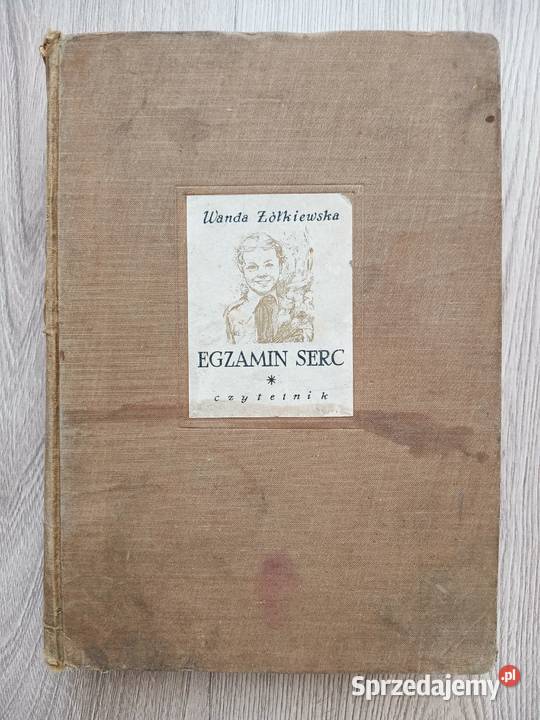 Wanda Żółkiewska
EGZAMIN SERC
*
czytelnik
Sprzedajemy.pl